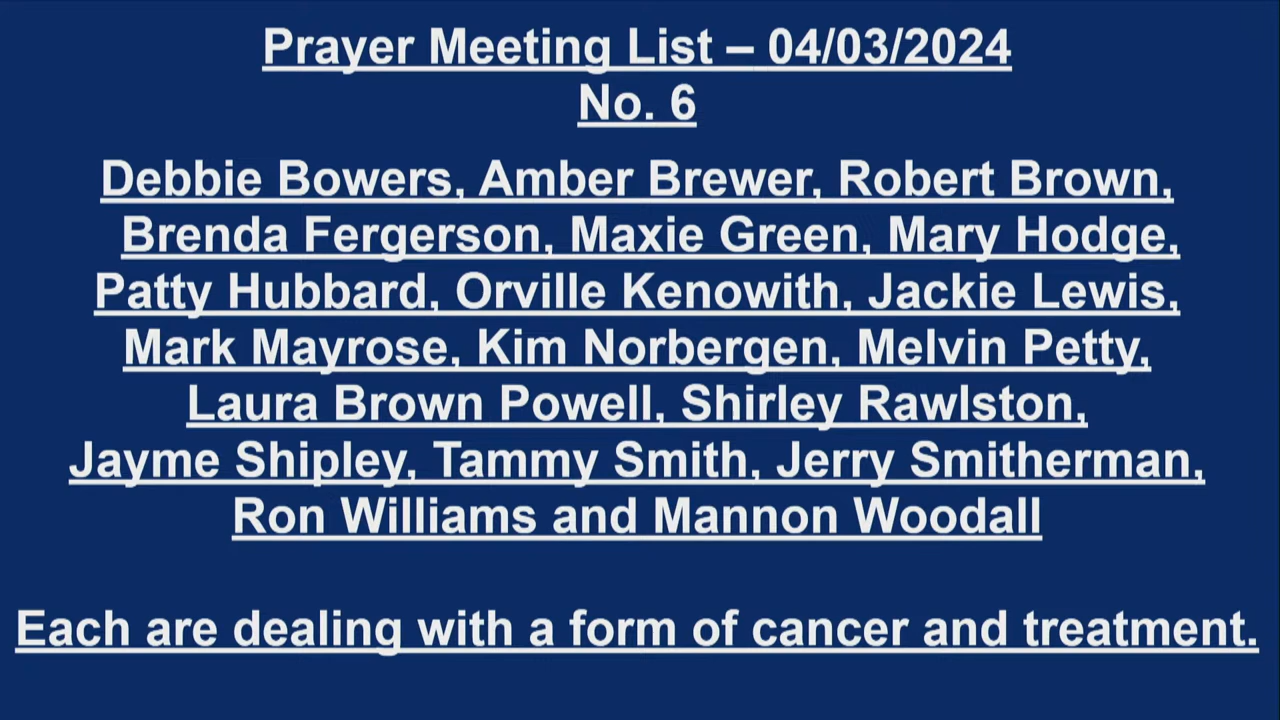 Prayer Meeting List – 04/03/2024
No. 6
Debbie Bowers, Amber Brewer, Robert Brown,
Brenda Fergerson, Maxie Green, Mary Hodge,
Patty Hubbard, Orville Kenowith, Jackie Lewis,
Mark Mayrose, Kim Norbergen, Melvin Petty,
Laura Brown Powell, Shirley Rawlston,
Jayme Shipley, Tammy Smith, Jerry Smitherman,
Ron Williams and Mannon Woodall
Each are dealing with a form of cancer and treatment.